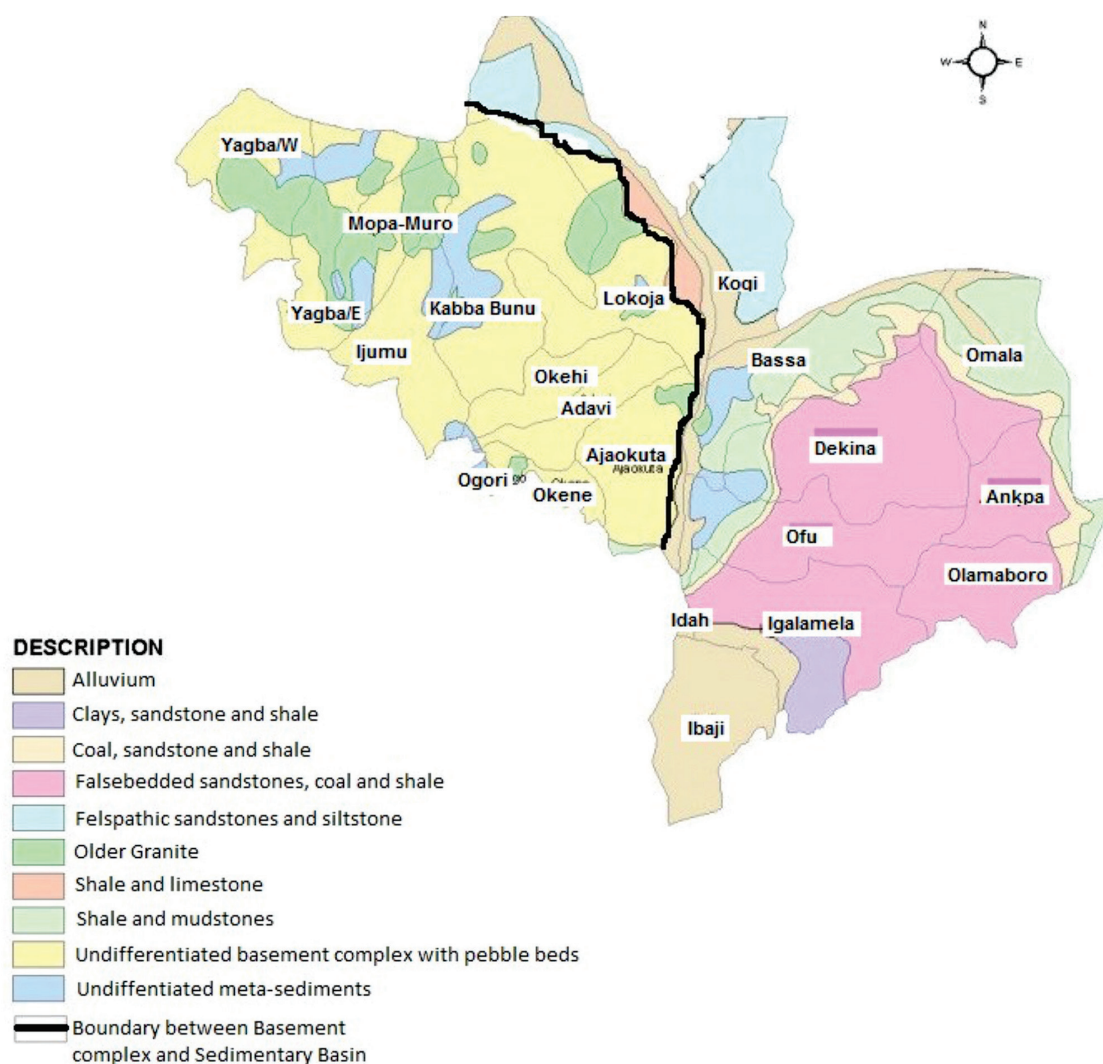 N
W E
S
Yagba/W
Mopa-Muro
Yagba/E
Kabba Bunu
Lokoja
Kogi
Ijumu
Bassa
Omala
Okehi
Adavi
Dekina
Ajaokuta
Ajaokuta
Ogori
Okene
Ankpa
Ofu
Olamaboro
Idah
Igalamela
Ibaji
DESCRIPTION
Alluvium
Clays, sandstone and shale
Coal, sandstone and shale
Falsebedded sandstones, coal and shale
Felspathic sandstones and siltstone
Older Granite
Shale and limestone
Shale and mudstones
Undifferentiated basement complex with pebble beds
Undiffentiated meta-sediments
Boundary between Basement
complex and Sedimentary Basin